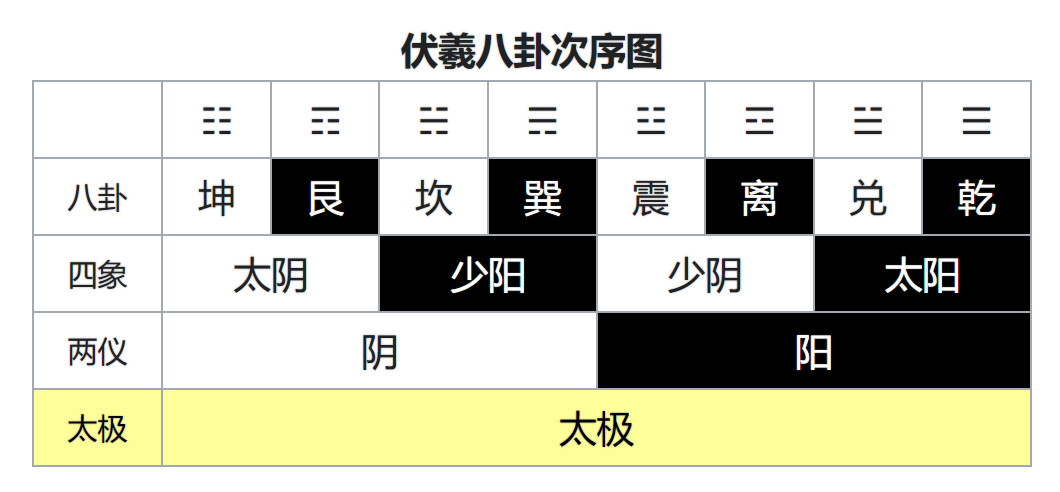 伏羲八卦次序图
☷ ☶ ☵ ☴ ☳ ☲ ☱ ☰
八卦 坤 艮 坎 巽 震 离 兑 乾
四象 太阴 少阳 少阴 太阳
两仪 阴 阳
太极 太极